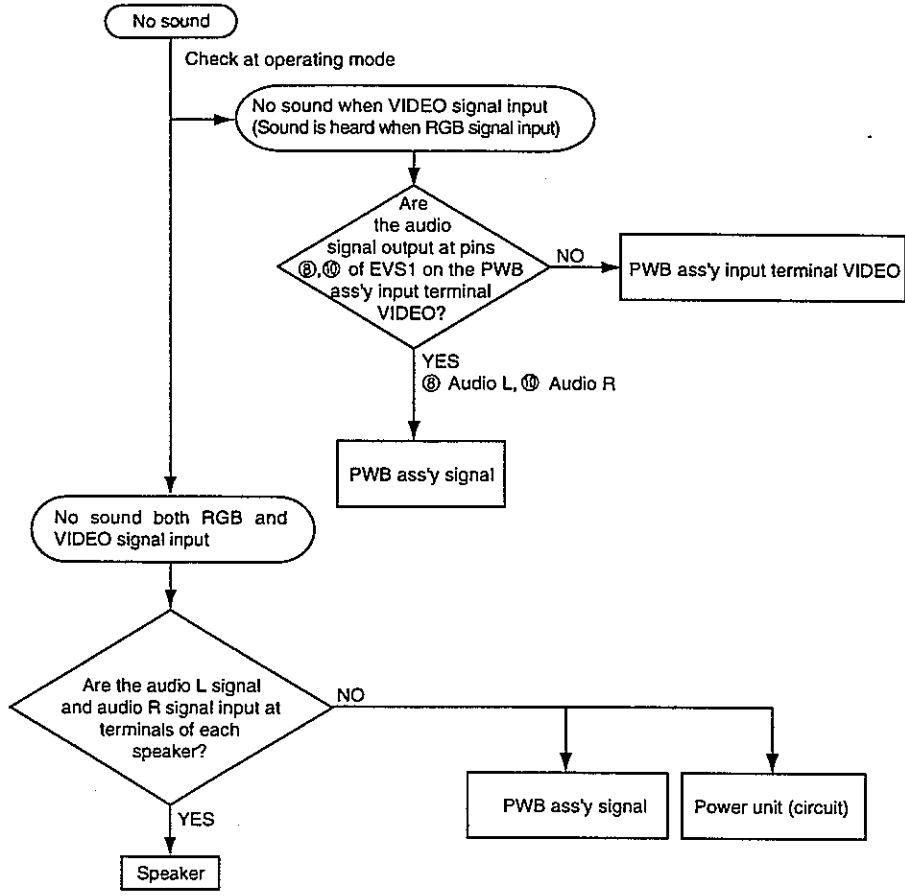 No sound
Check at operating mode
No sound when VIDEO signal input
(Sound is heard when RGB signal input)
Are
the audio
signal output at pins
⑧,⑩ of EVS1 on the PWB
ass'y input terminal
VIDEO?
NO
PWB ass'y input terminal VIDEO
YES
⑧ Audio L, ⑩ Audio R
PWB ass'y signal
No sound both RGB and
VIDEO signal input
Are the audio L signal
and audio R signal input at
terminals of each
speaker?
NO
PWB ass'y signal
Power unit (circuit)
YES
Speaker